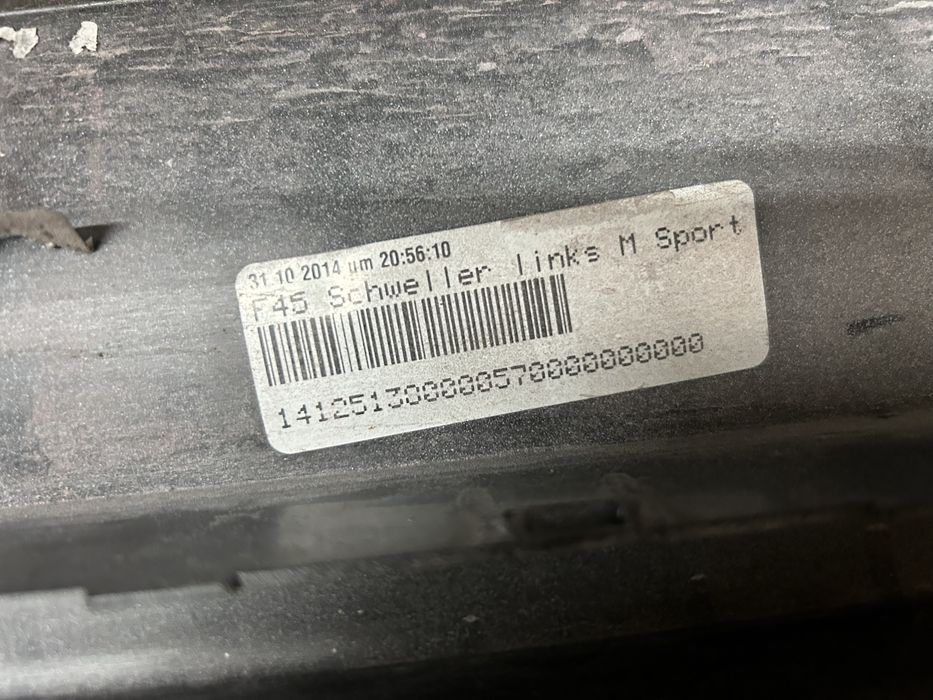 31.10 2014 um 20:56:10
F45 Schweller links M Sport
14125130000057000000000